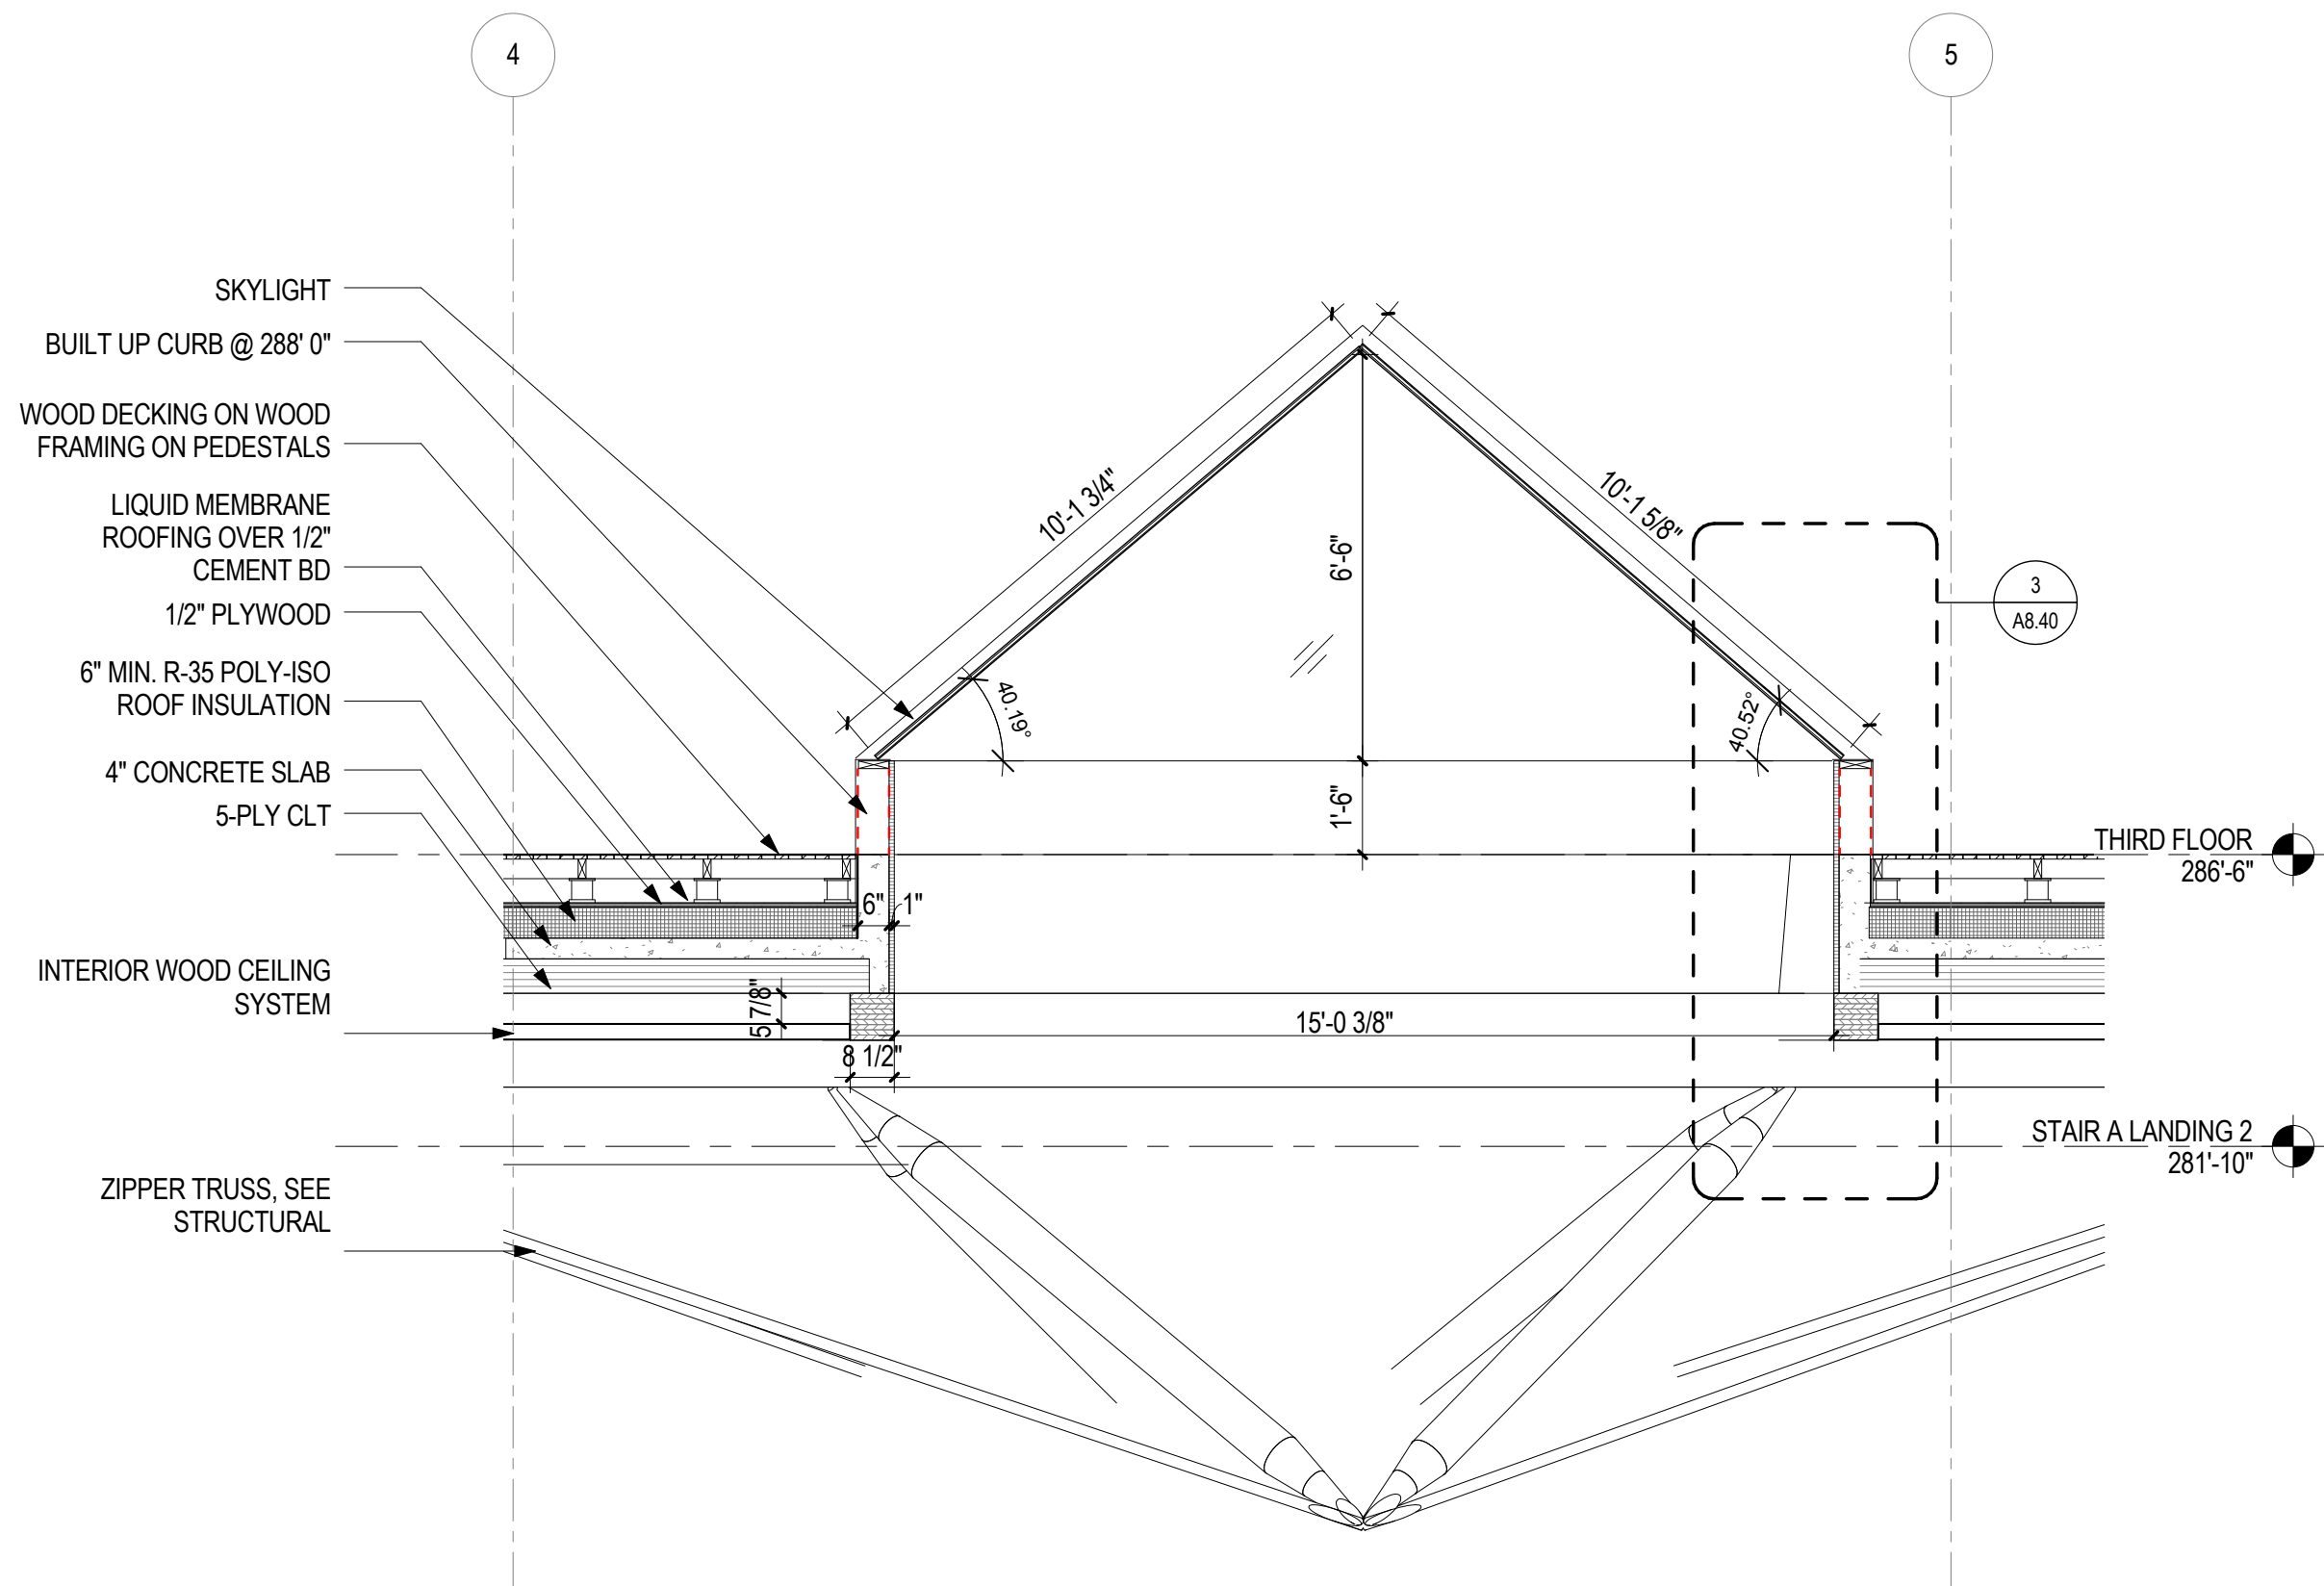 4
5
SKYLIGHT
BUILT UP CURB @ 288' 0"
WOOD DECKING ON WOOD
FRAMING ON PEDESTALS
LIQUID MEMBRANE
ROOFING OVER 1/2"
CEMENT BD
1/2" PLYWOOD
6" MIN. R-35 POLY-ISO
ROOF INSULATION
4" CONCRETE SLAB
5-PLY CLT
INTERIOR WOOD CEILING
SYSTEM
ZIPPER TRUSS, SEE
STRUCTURAL
10'-1 3/4"
10'-1 5/8"
6'-6"
40.19°
40.52°
1'-6"
6"
1"
5 7/8"
8 1/2"
15'-0 3/8"
3
A8.40
THIRD FLOOR
286'-6"
STAIR A LANDING 2
281'-10"